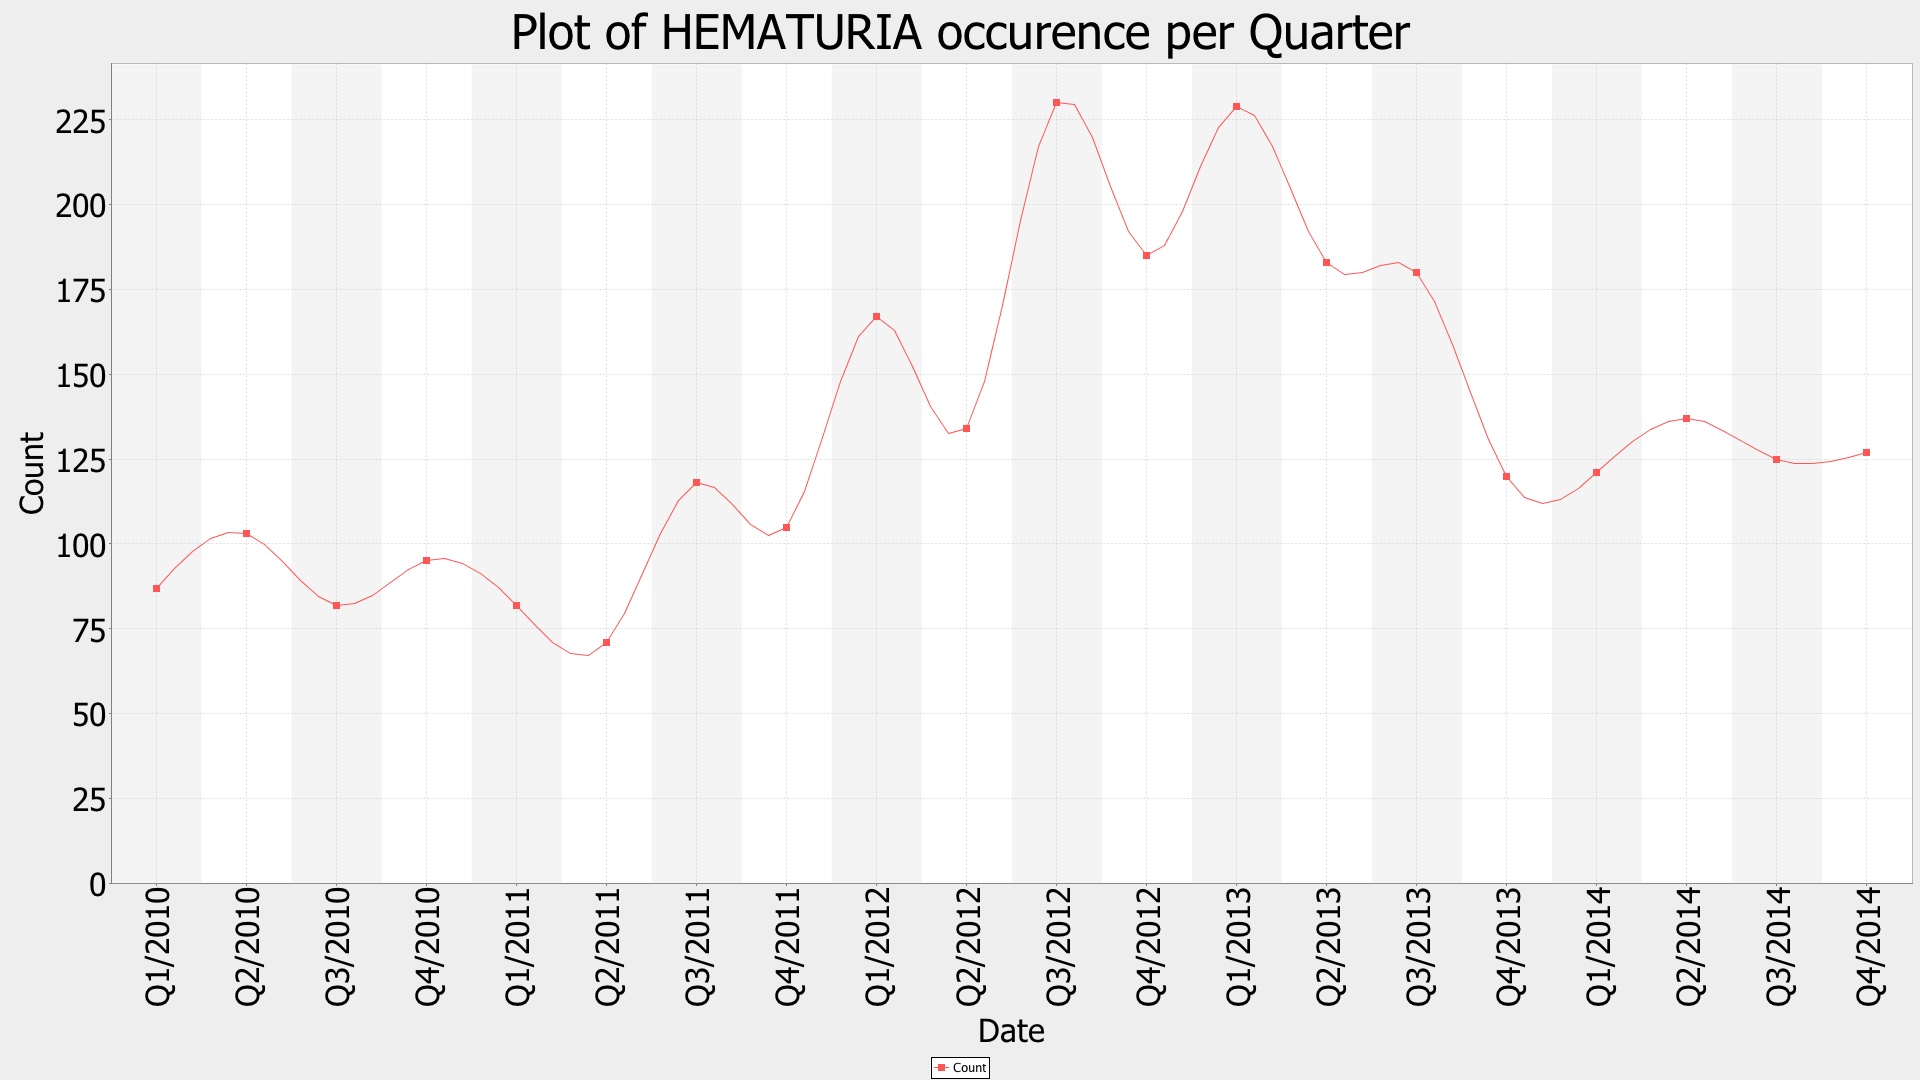 Plot of HEMATURIA occurence per Quarter
225
200
175
150
125
100
75
50
25
0
Count
Q1/2010
Q2/2010
Q3/2010
Q4/2010
Q1/2011
Q2/2011
Q3/2011
Q4/2011
Q1/2012
Q2/2012
Q3/2012
Q4/2012
Q1/2013
Q2/2013
Q3/2013
Q4/2013
Q1/2014
Q2/2014
Q3/2014
Q4/2014
Date
Count